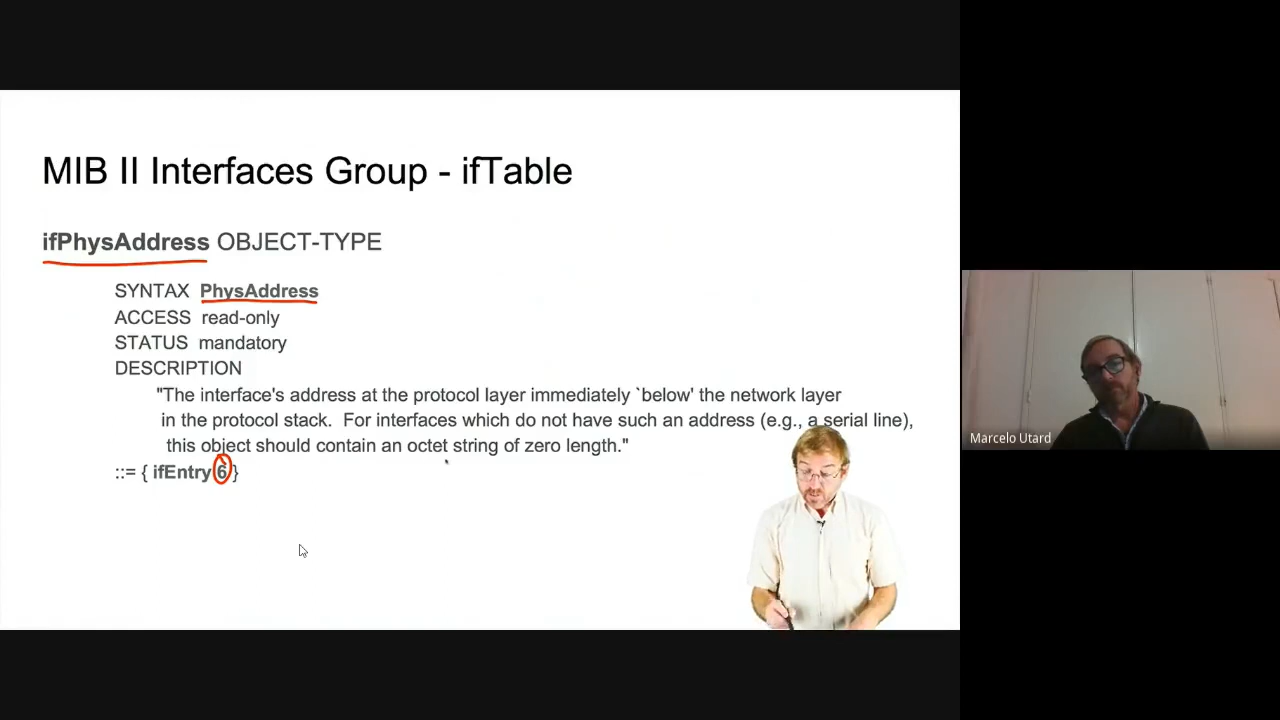 MIB II Interfaces Group - ifTable
ifPhysAddress OBJECT-TYPE
SYNTAX PhysAddress
ACCESS read-only
STATUS mandatory
DESCRIPTION
"The interface's address at the protocol layer immediately `below' the network layer
in the protocol stack. For interfaces which do not have such an address (e.g., a serial line),
this object should contain an octet string of zero length."
::= { ifEntry 6 }
Marcelo Utard